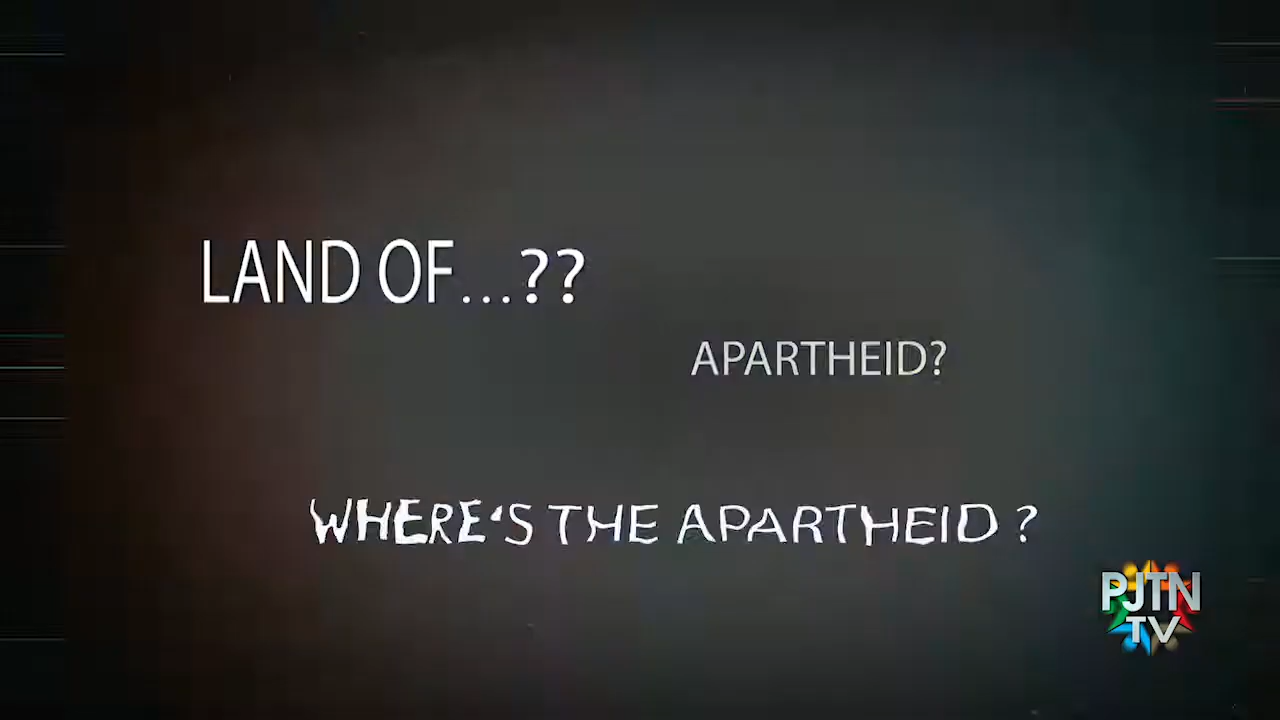 LAND OF...??
APARTHEID?
WHERE'S THE APARTHEID ?
PJTN
TV